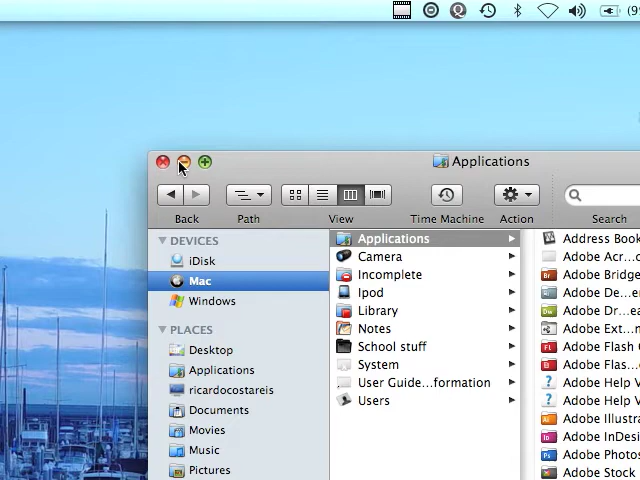 (99
Applications
Back
Path
View
Time Machine
Action
Search
DEVICES
iDisk
Mac
Windows
PLACES
Desktop
Applications
ricardocostareis
Documents
Movies
Music
Pictures
Applications
Camera
Incomplete
Ipod
Library
Notes
School stuff
System
User Guide...formation
Users
Address Book
Adobe Acr...
Adobe Bridge
Adobe De...e
Adobe Dr...ea
Adobe Ext...n
Adobe Flash
Adobe Flas...e
Adobe Help V
Adobe Help V
Adobe Illustra
Adobe InDesi
Adobe Photos
Adobe Stock